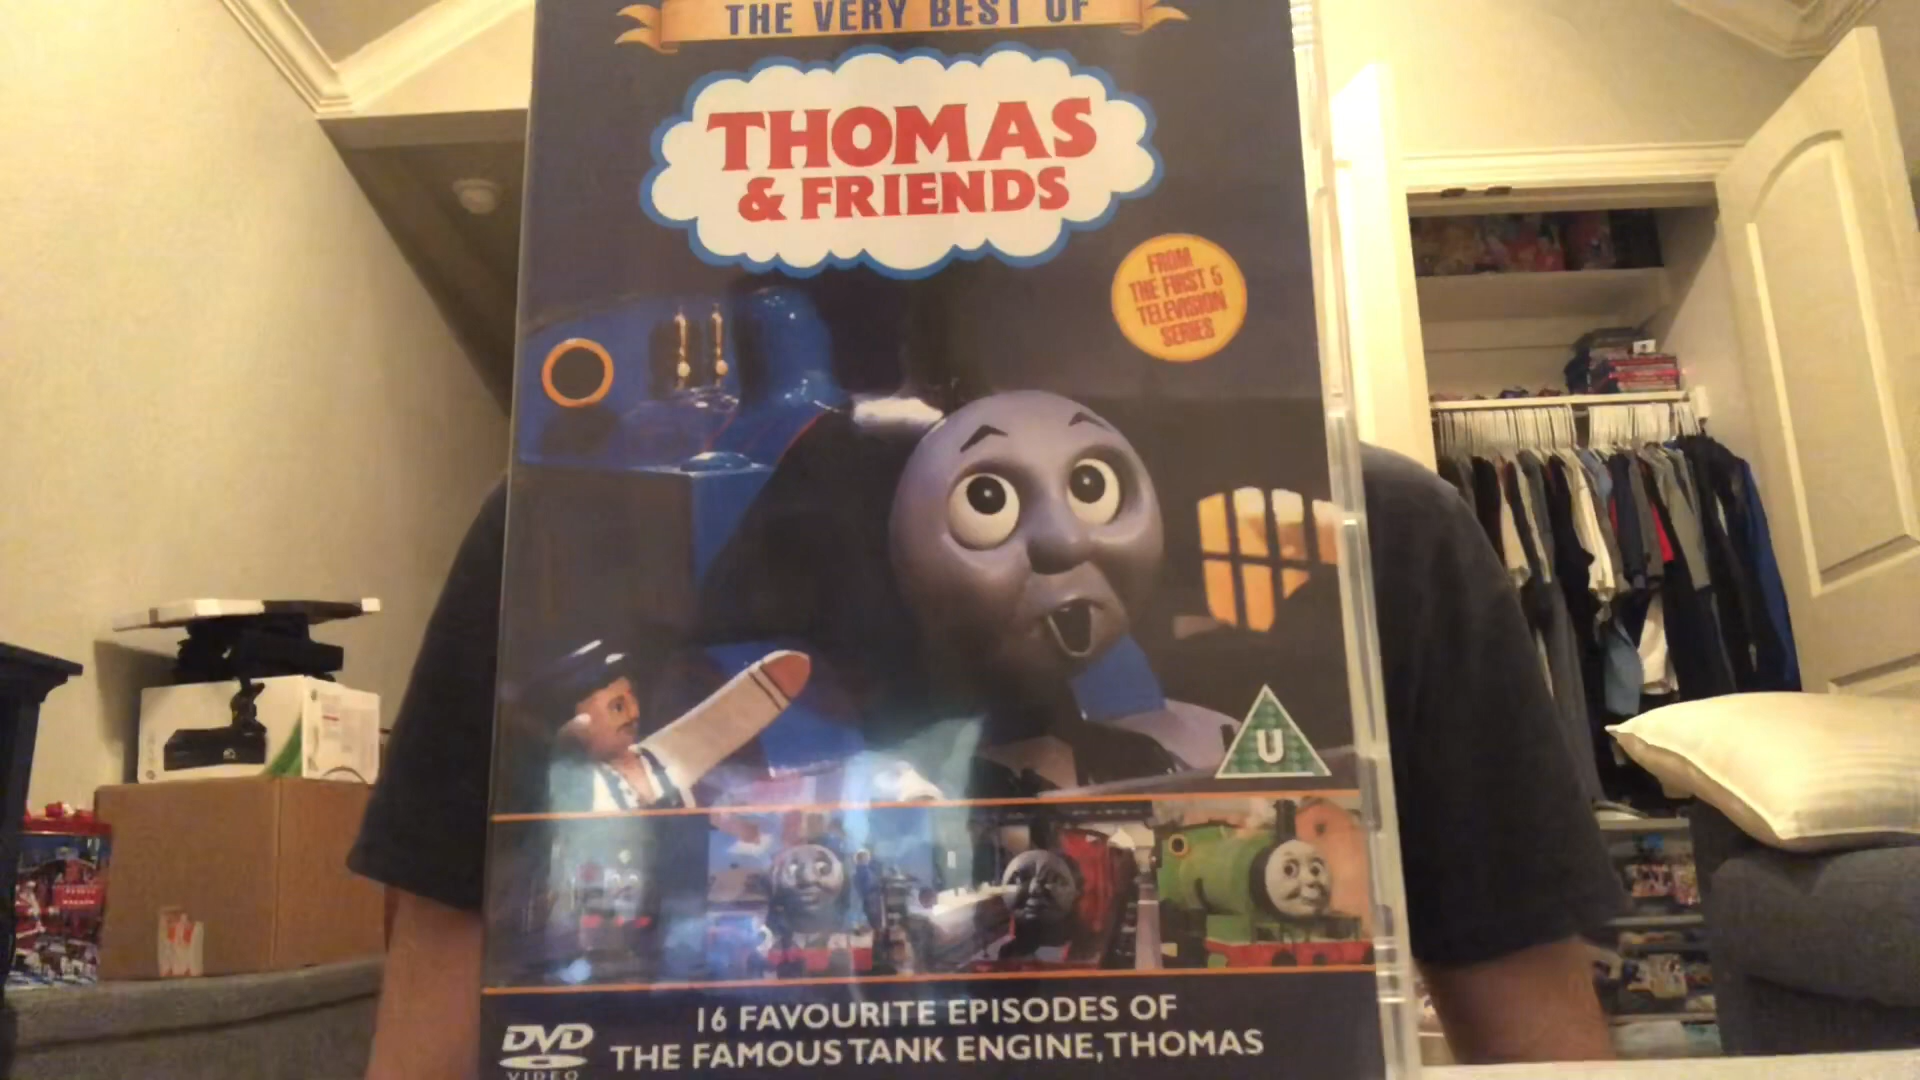 THE VERY BEST OF
THOMAS
& FRIENDS
FROM
THE FIRST 5
TELEVISION
SERIES
U
16 FAVOURITE EPISODES OF
THE FAMOUS TANK ENGINE, THOMAS
DVD
VIDEO